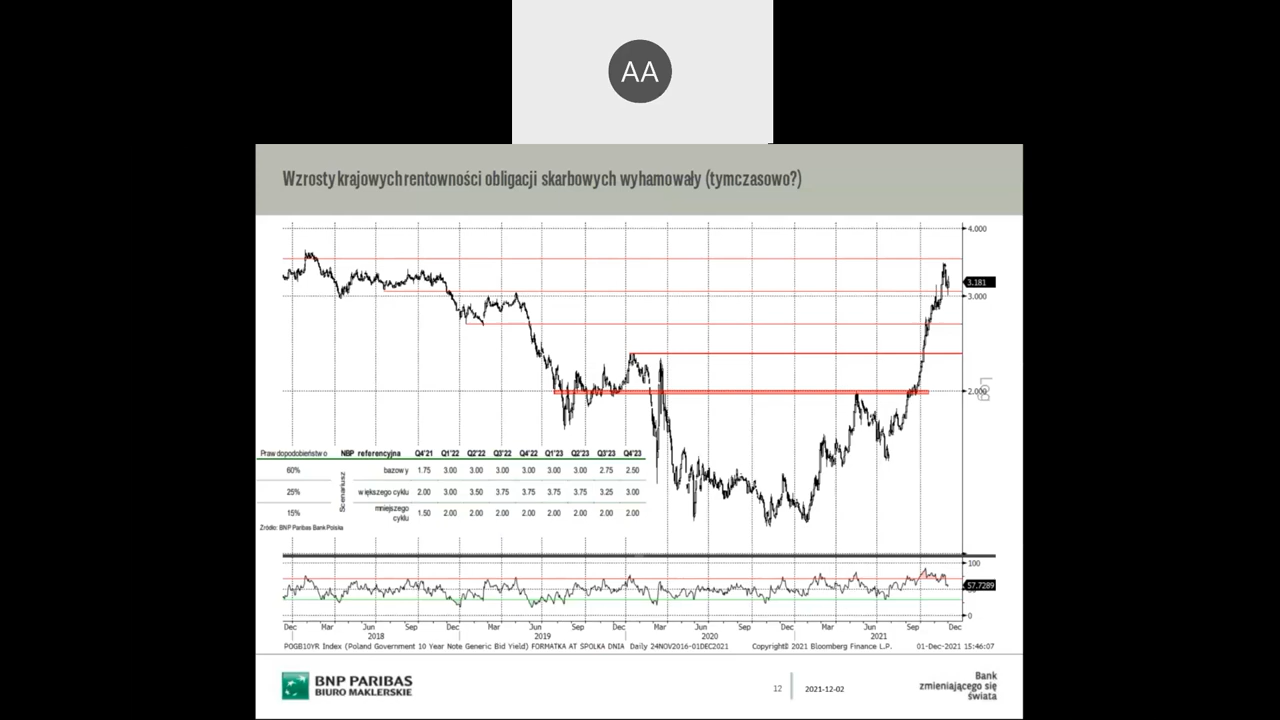 AA
Wzrosty krajowych rentowności obligacji skarbowych wyhamowały (tymczasowo?)
4.000
3.181
3.000
2.000
Log
Praw dopodobieństw o NBP referencyjna Q4'21 Q1'22 Q2'22 Q3'22 Q4'22 Q1'23 Q2'23 Q3'23 Q4'23
Scenariusz
60% bazow y 1.75 3.00 3.00 3.00 3.00 3.00 3.00 2.75 2.50
25% w iększego cyklu 2.00 3.00 3.50 3.75 3.75 3.75 3.75 3.25 3.00
15% mniejszego cyklu 1.50 2.00 2.00 2.00 2.00 2.00 2.00 2.00 2.00
Źródło: BNP Paribas Bank Polska
100
57.7289
50
0
Dec Mar Jun Sep Dec Mar Jun Sep Dec Mar Jun Sep Dec Mar Jun Sep Dec
2018 2019 2020 2021
POGB10YR Index (Poland Government 10 Year Note Generic Bid Yield) FORMATKA AT SPOLKA DNIA Daily 24NOV2016-01DEC2021 Copyright© 2021 Bloomberg Finance L.P. 01-Dec-2021 15:46:07
BNP PARIBAS
BIURO MAKLERSKIE
12
2021-12-02
Bank
zmieniającego się
świata